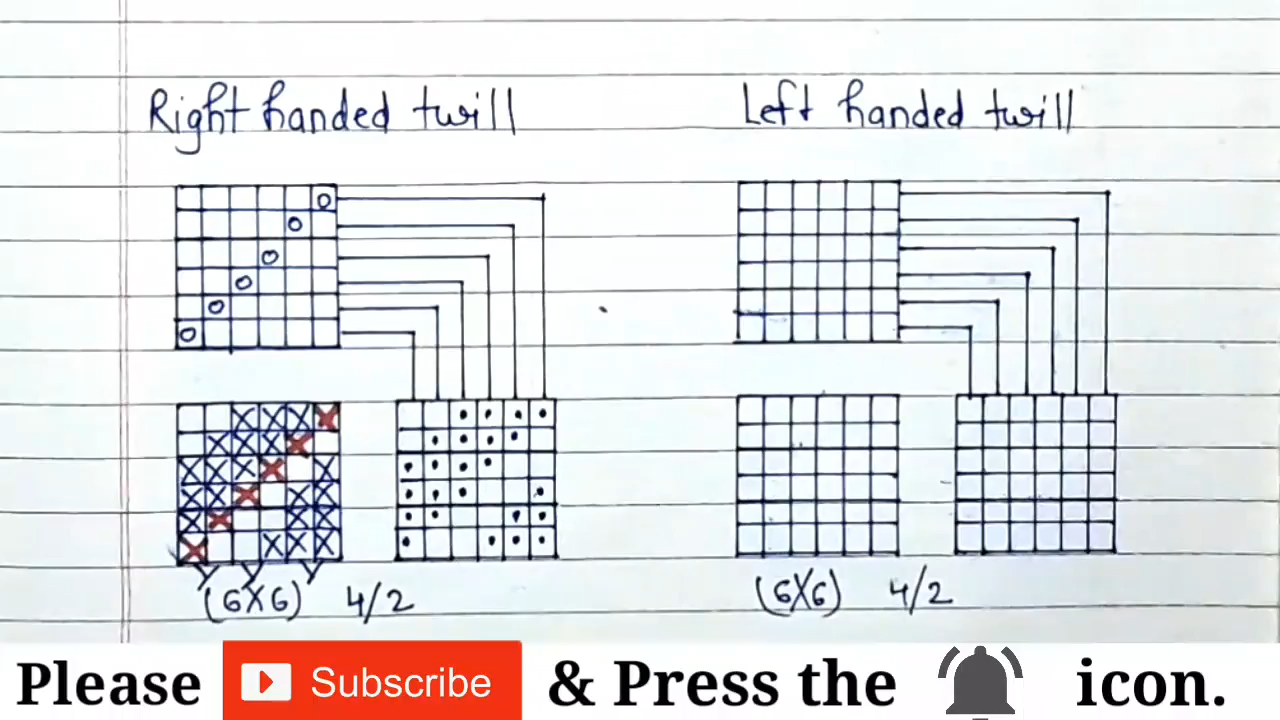 Right handed twill
Left handed twill
(6X6) 4/2
(6X6) 4/2
Please Subscribe & Press the icon.